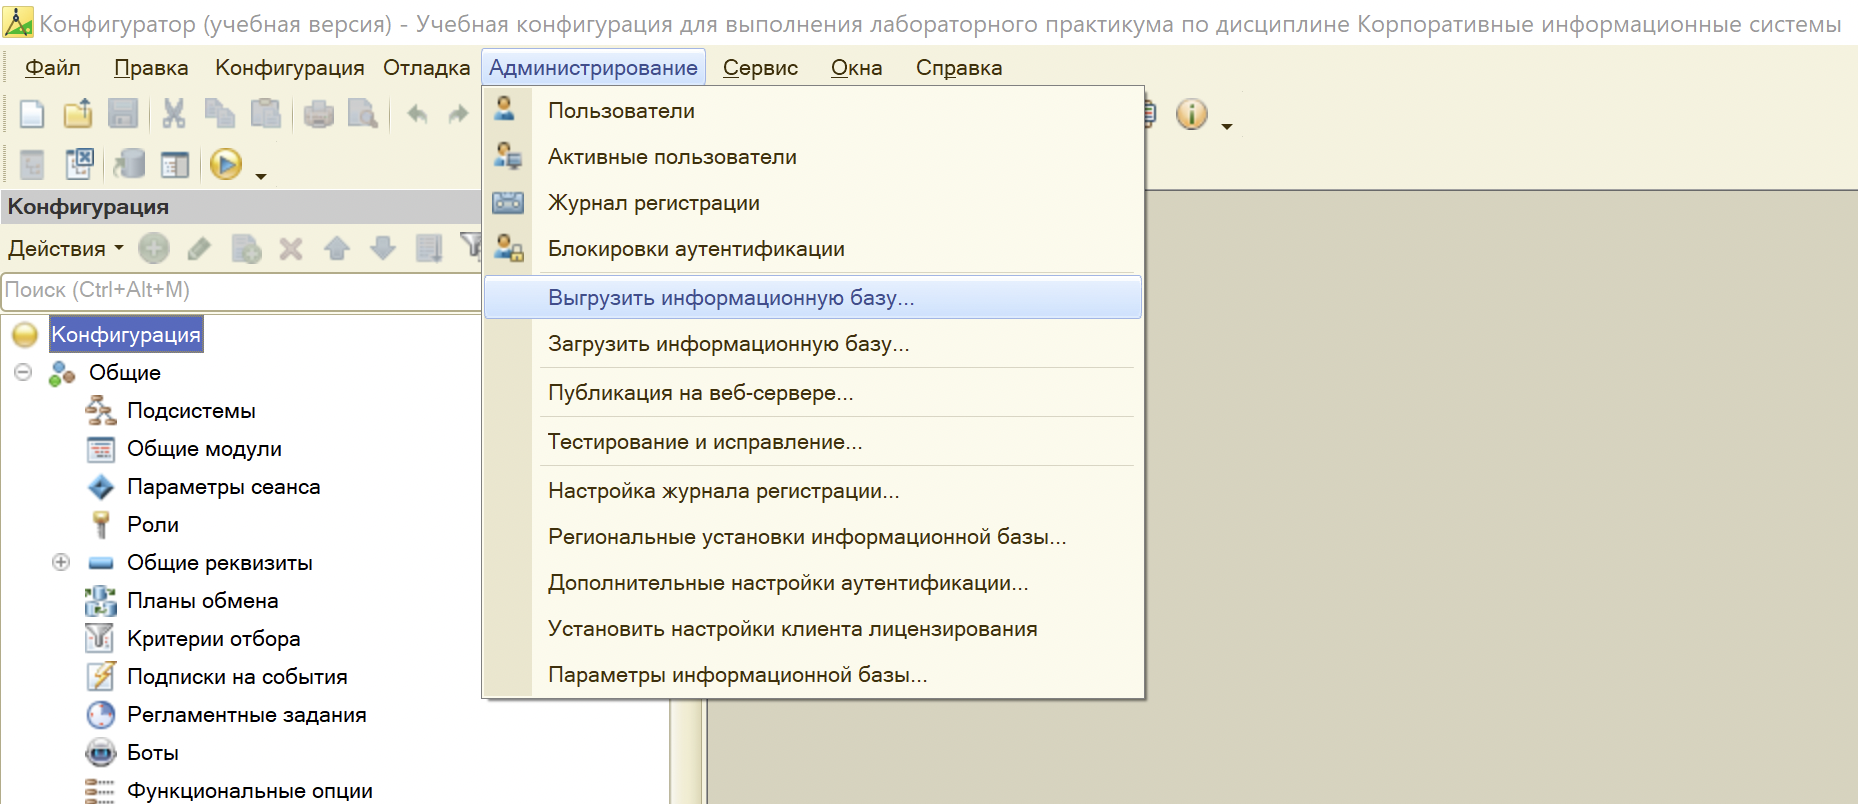 Конфигуратор (учебная версия) - Учебная конфигурация для выполнения лабораторного практикума по дисциплине Корпоративные информационные системы
Файл Правка Конфигурация Отладка Администрирование Сервис Окна Справка
Пользователи
Активные пользователи
Журнал регистрации
Блокировки аутентификации
Выгрузить информационную базу...
Загрузить информационную базу...
Публикация на веб-сервере...
Тестирование и исправление...
Настройка журнала регистрации...
Региональные установки информационной базы...
Дополнительные настройки аутентификации...
Установить настройки клиента лицензирования
Параметры информационной базы...
Конфигурация
Действия
Поиск (Ctrl+Alt+M)
Конфигурация
Общие
Подсистемы
Общие модули
Параметры сеанса
Роли
Общие реквизиты
Планы обмена
Критерии отбора
Подписки на события
Регламентные задания
Боты
Функциональные опции